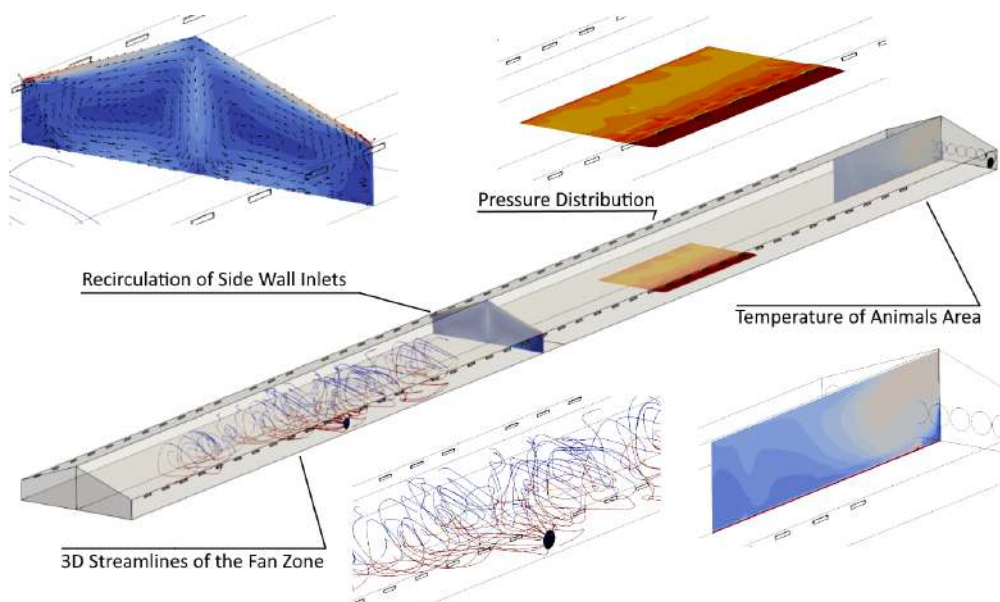 Pressure Distribution
Recirculation of Side Wall Inlets
Temperature of Animals Area
3D Streamlines of the Fan Zone